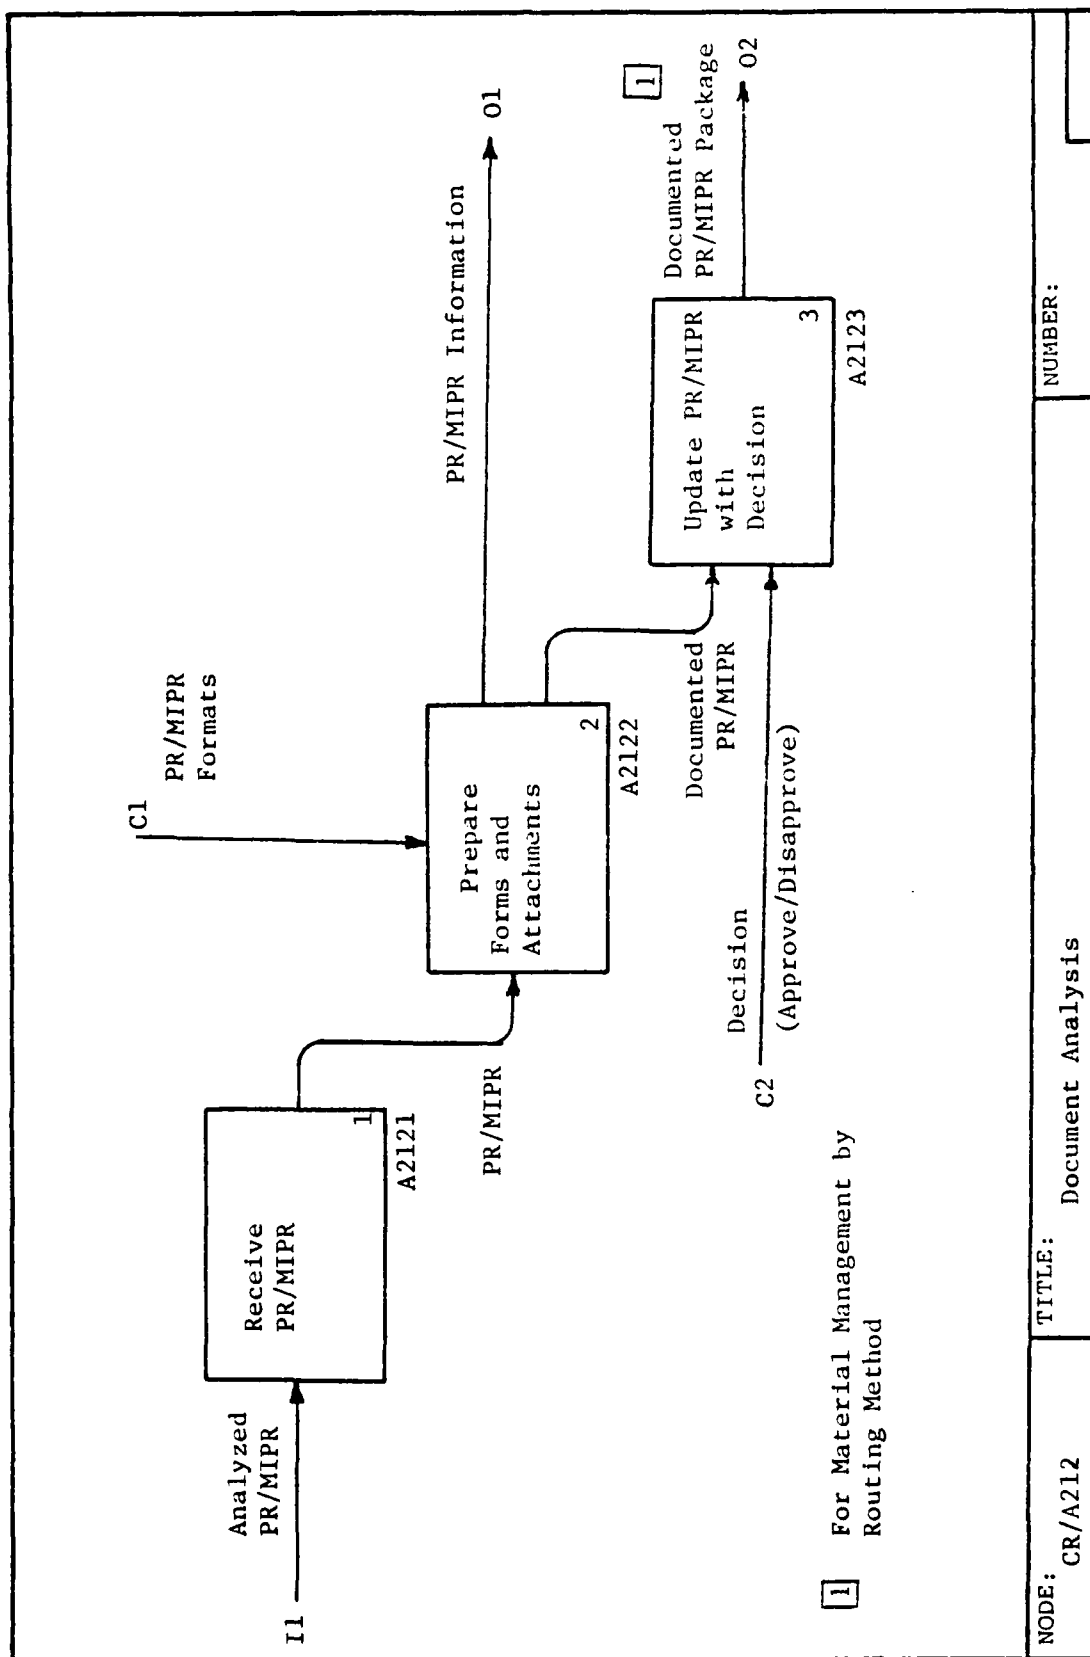 C1
PR/MIPR
Formats
I1
Analyzed
PR/MIPR
Receive
PR/MIPR
1
A2121
PR/MIPR
Prepare
Forms and
Attachments
2
A2122
PR/MIPR Information
O1
Documented
PR/MIPR
C2
Decision
(Approve/Disapprove)
Update PR/MIPR
with
Decision
3
A2123
1
Documented
PR/MIPR Package
O2
1 For Material Management by
Routing Method
NODE:
CR/A212
TITLE:
Document Analysis
NUMBER: